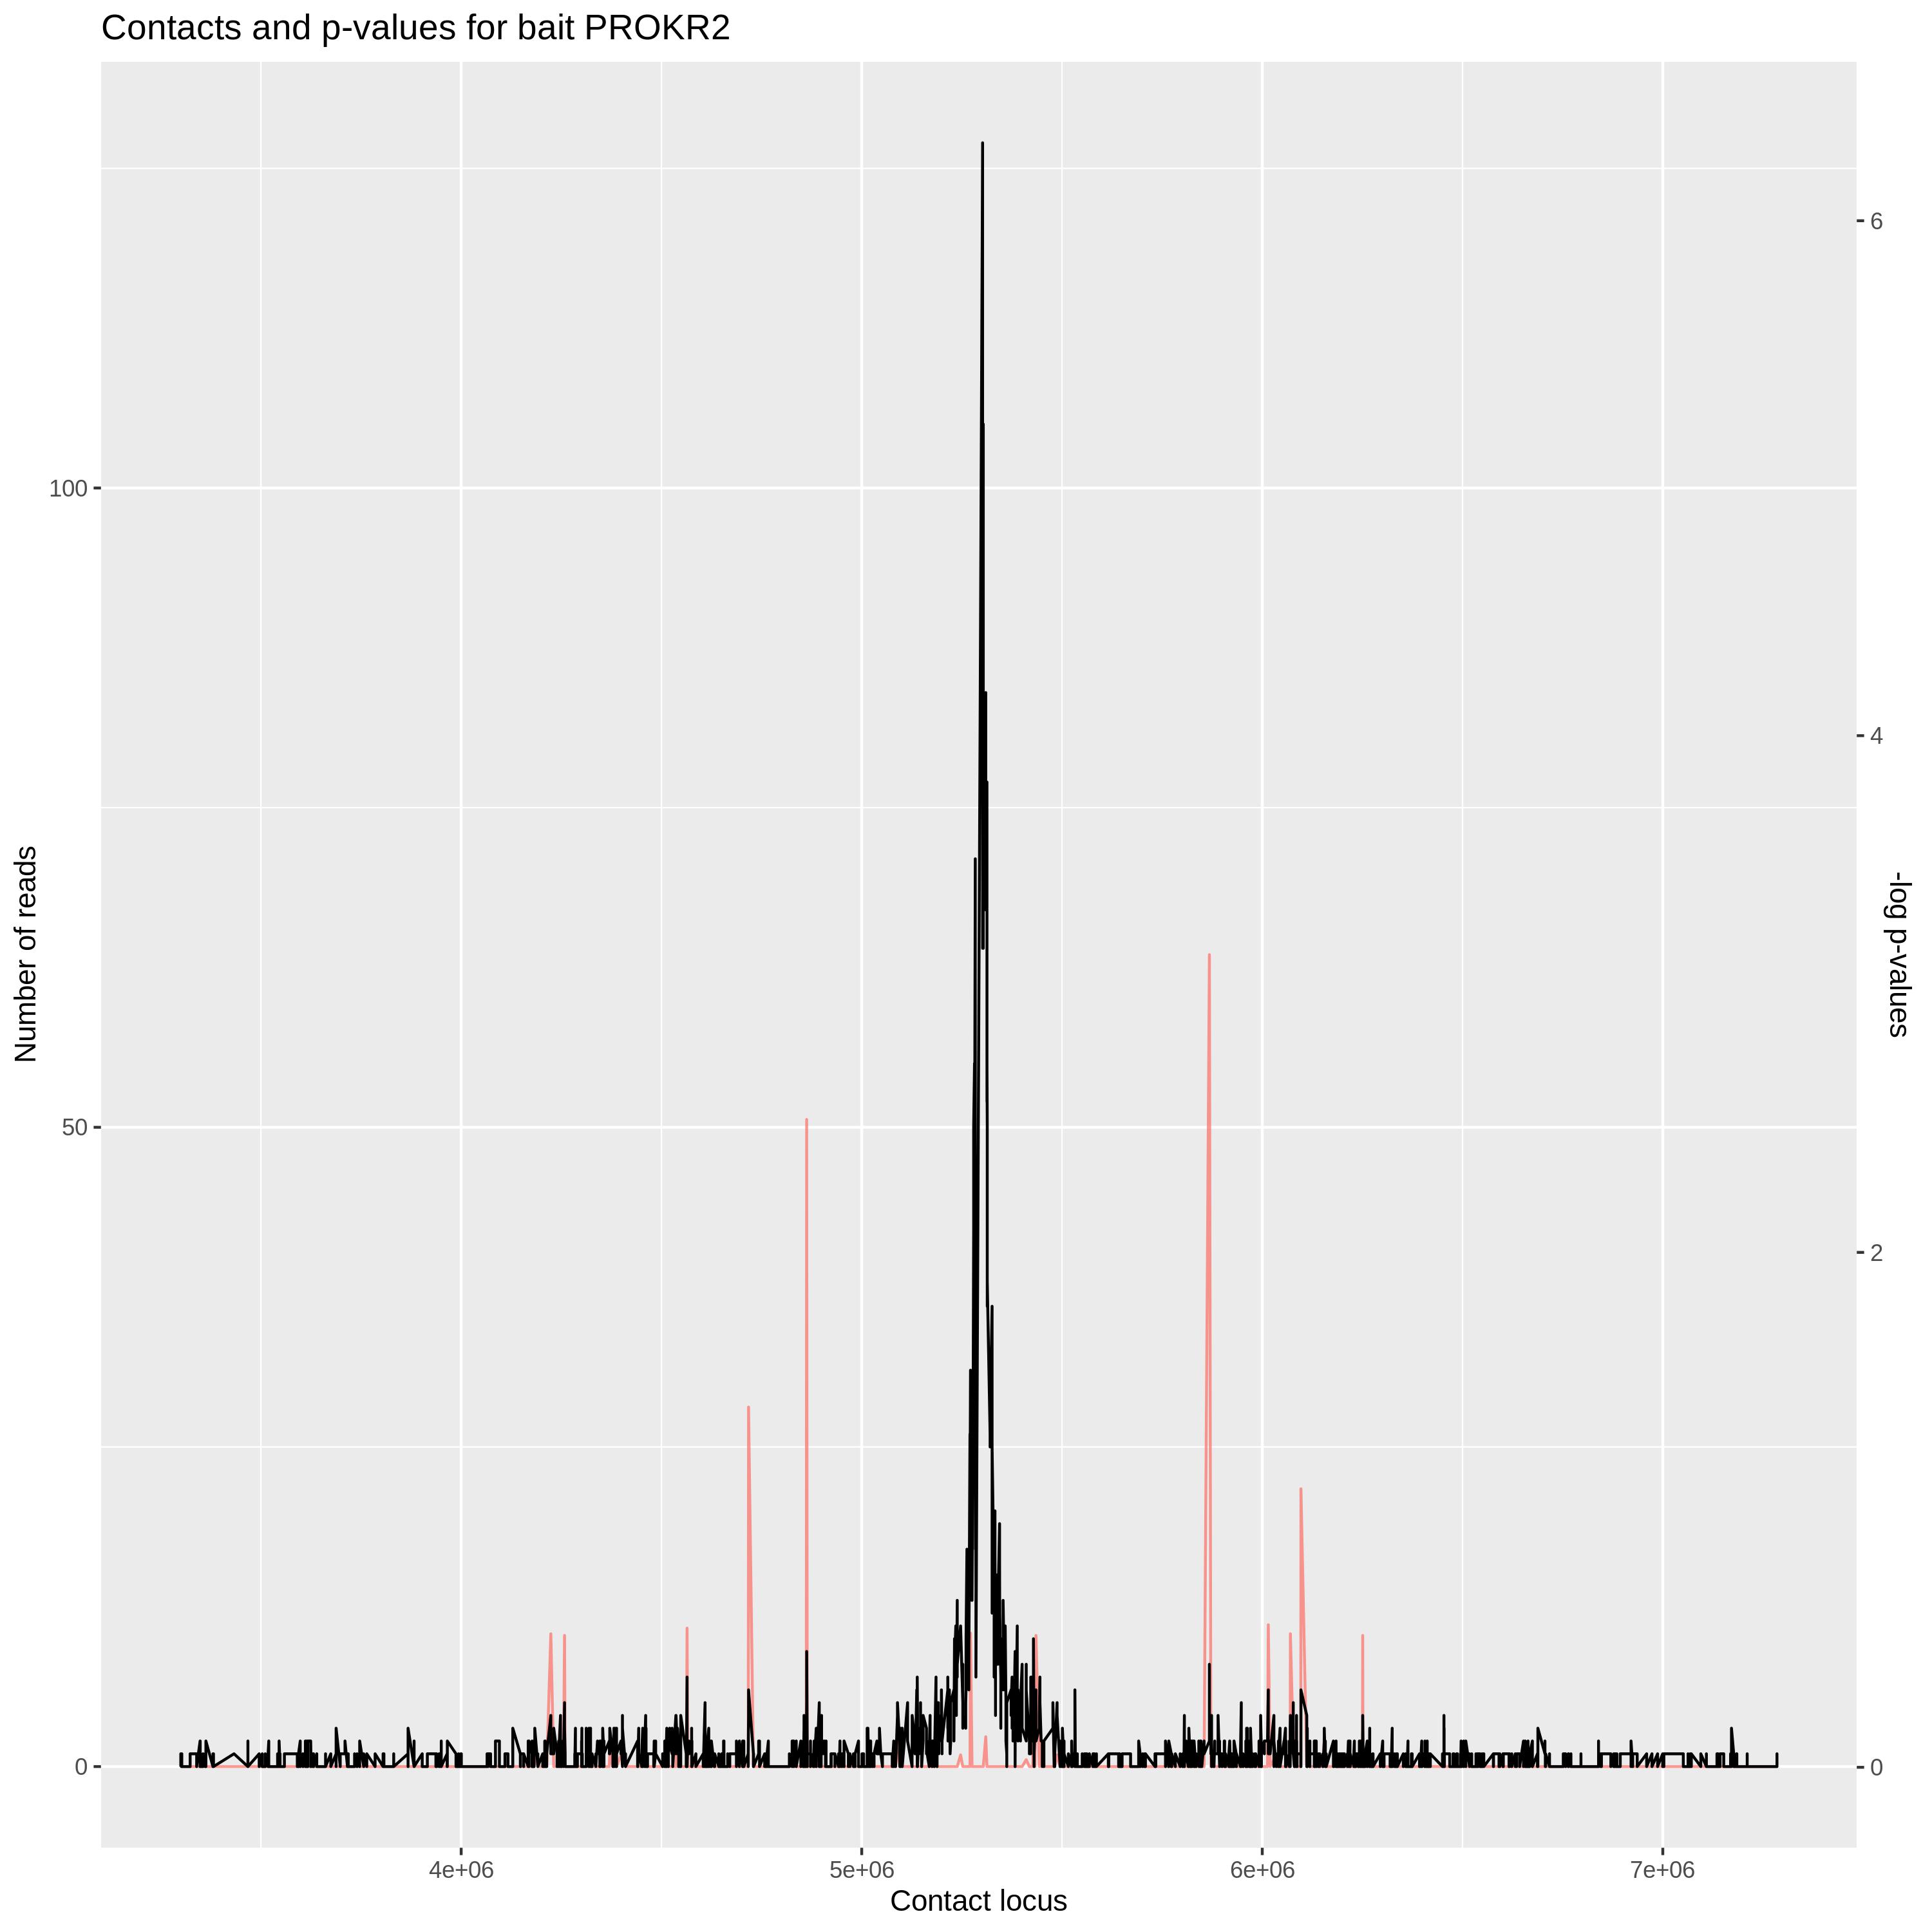 Contacts and p-values for bait PROKR2
Number of reads
100
50
0
6
4
2
0
-log p-values
4e+06
5e+06
6e+06
7e+06
Contact locus